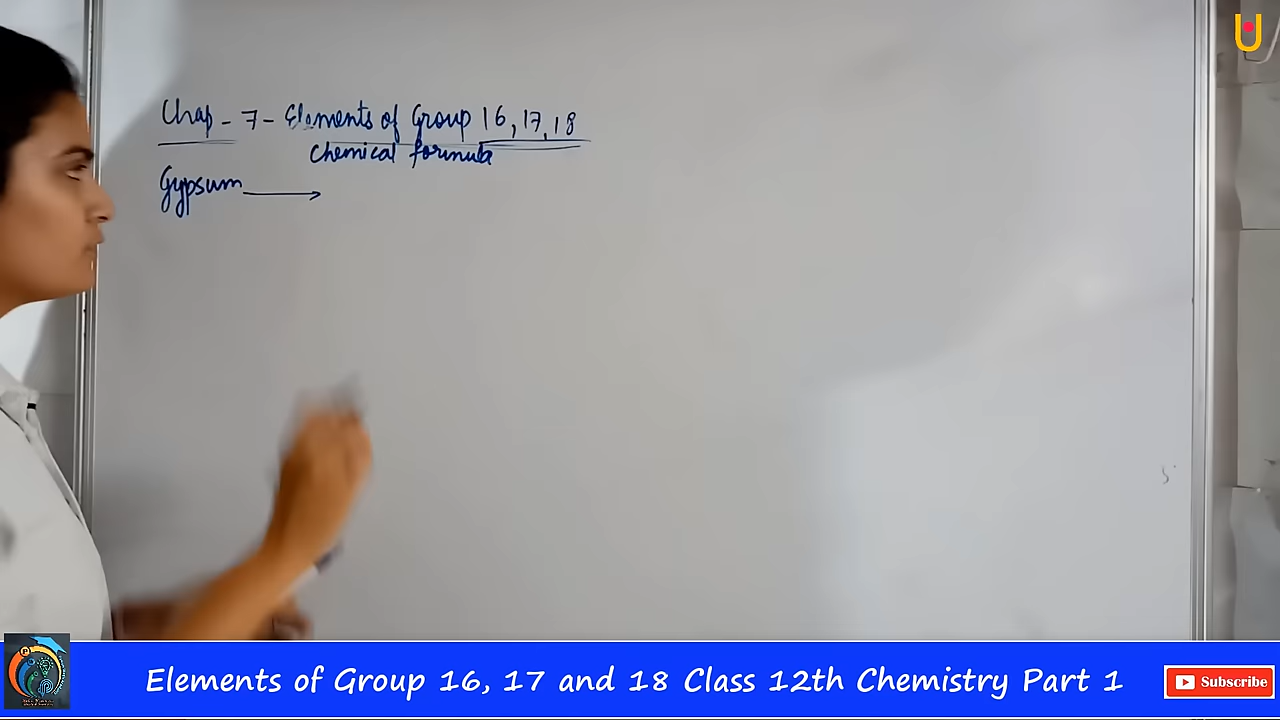 Chap - 7 - Elements of Group 16, 17, 18
Chemical formula
Gypsum →
Elements of Group 16, 17 and 18 Class 12th Chemistry Part 1
Subscribe